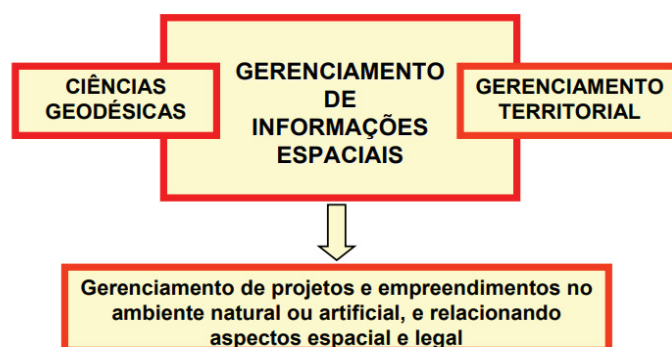 CIÊNCIAS
GEODÉSICAS
GERENCIAMENTO
DE
INFORMAÇÕES
ESPACIAIS
GERENCIAMENTO
TERRITORIAL
Gerenciamento de projetos e empreendimentos no
ambiente natural ou artificial, e relacionando
aspectos espacial e legal